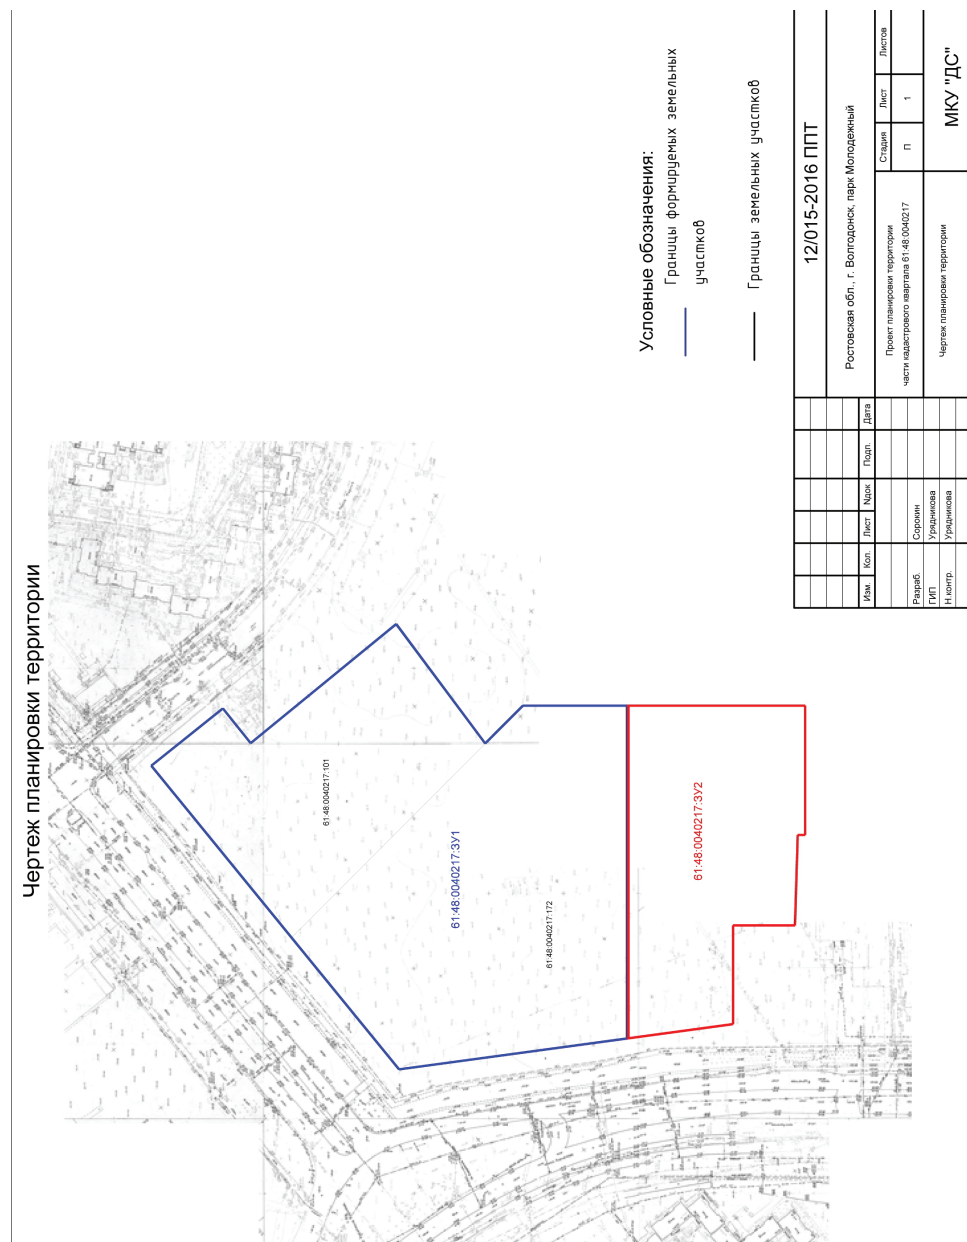 Чертеж планировки территории
61:48:0040217:101
61:48:0040217:ЗУ1
61:48:0040217:172
61:48:0040217:ЗУ2
Условные обозначения:
Границы формируемых земельных
участков
Границы земельных участков
12/015-2016 ППТ
Ростовская обл., г. Волгодонск, парк Молодежный
Изм. Кол. Лист Nдок Подп. Дата
Проект планировки территории
части кадастрового квартала 61:48:0040217
Стадия Лист Листов
П 1
Разраб. Сорокин
ГИП Урядникова
Н.контр. Урядникова
Чертеж планировки территории
МКУ "ДС"